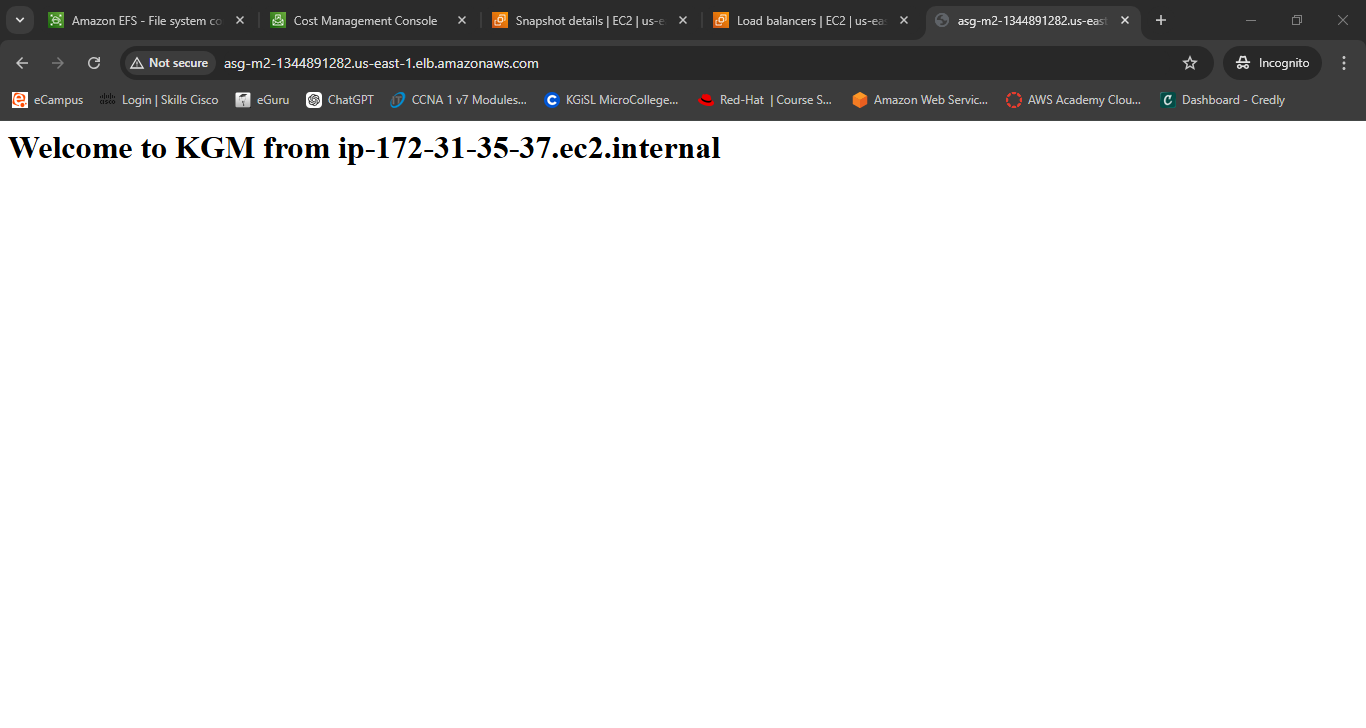 Amazon EFS - File system co
Cost Management Console
Snapshot details | EC2 | us-e
Load balancers | EC2 | us-eas
asg-m2-1344891282.us-east
Not secure
asg-m2-1344891282.us-east-1.elb.amazonaws.com
Incognito
eCampus
Login | Skills Cisco
eGuru
ChatGPT
CCNA 1 v7 Modules...
KGiSL MicroCollege...
Red-Hat | Course S...
Amazon Web Servic...
AWS Academy Clou...
Dashboard - Credly
Welcome to KGM from ip-172-31-35-37.ec2.internal